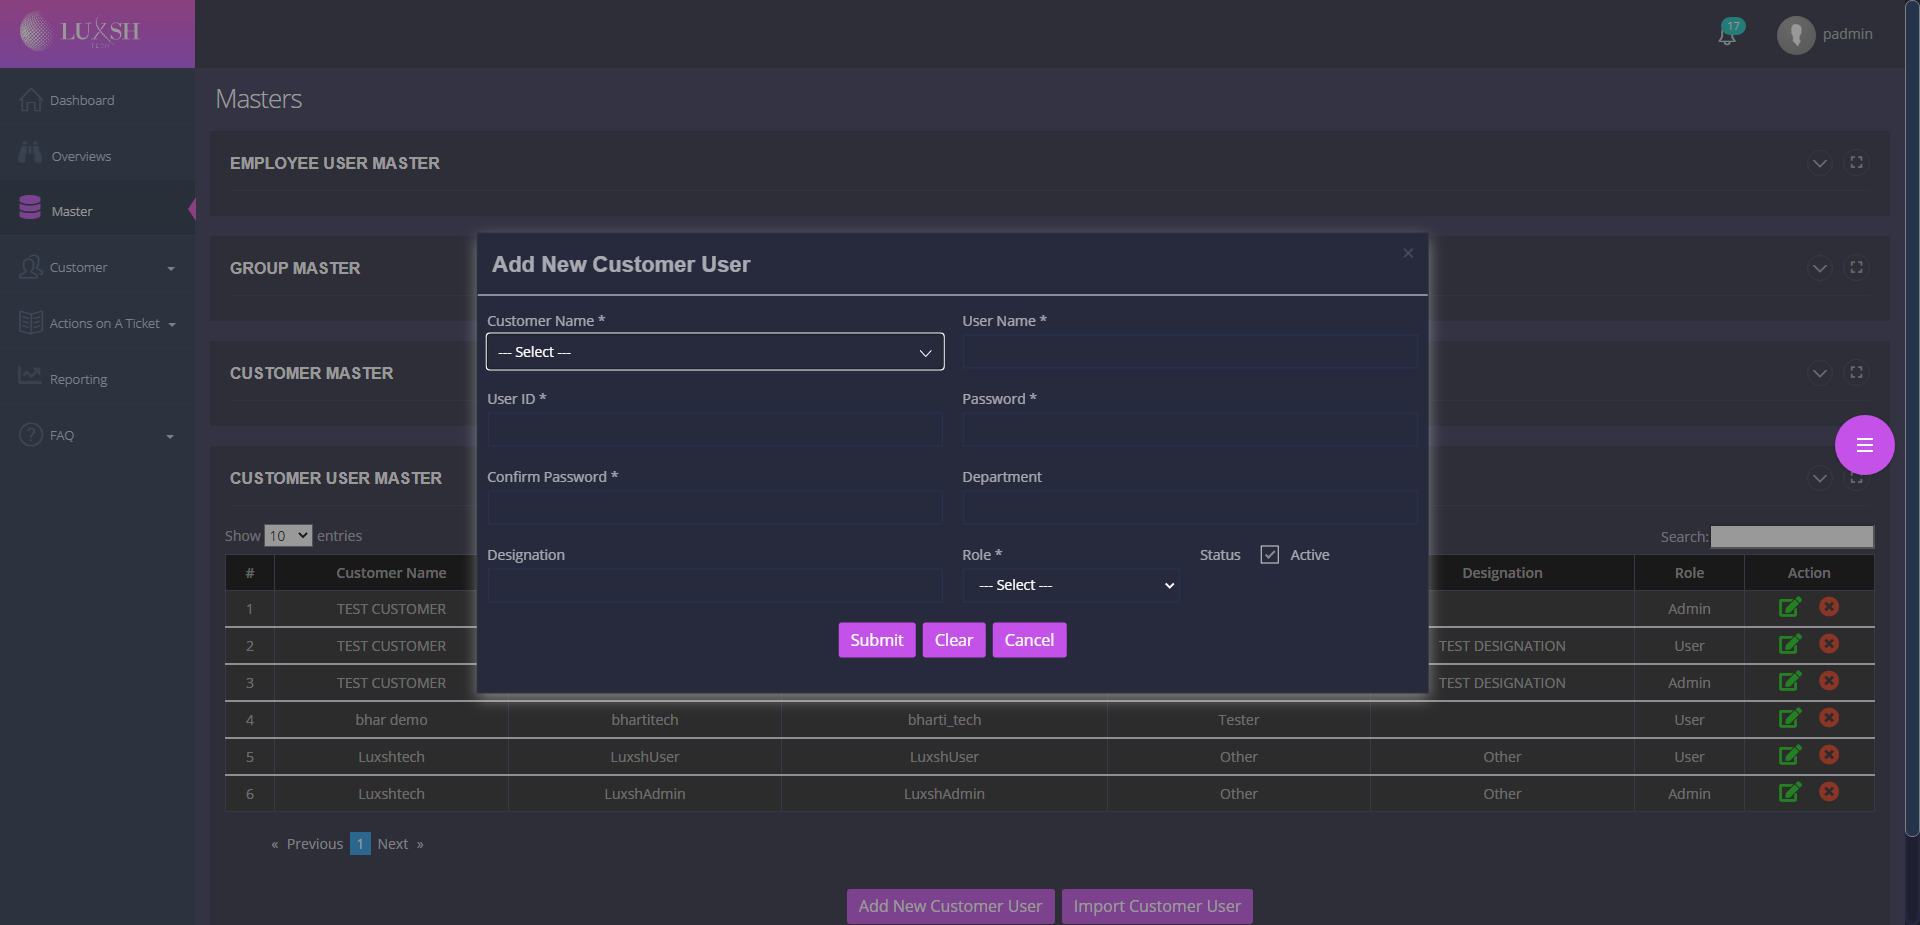 LUXSH
TECH
17
padmin
Dashboard
Overviews
Master
Customer
Actions on A Ticket
Reporting
FAQ
Masters
EMPLOYEE USER MASTER
GROUP MASTER
CUSTOMER MASTER
CUSTOMER USER MASTER
Add New Customer User
×
Customer Name *
User Name *
--- Select ---
User ID *
Password *
Confirm Password *
Department
Designation
Role *
Status
Active
--- Select ---
Submit Clear Cancel
Show 10 entries
Search:
# Customer Name Designation Role Action
1 TEST CUSTOMER Admin
2 TEST CUSTOMER TEST DESIGNATION User
3 TEST CUSTOMER TEST DESIGNATION Admin
4 bhar demo bhartitech bharti_tech Tester User
5 Luxshtech LuxshUser LuxshUser Other Other User
6 Luxshtech LuxshAdmin LuxshAdmin Other Other Admin
« Previous 1 Next »
Add New Customer User Import Customer User